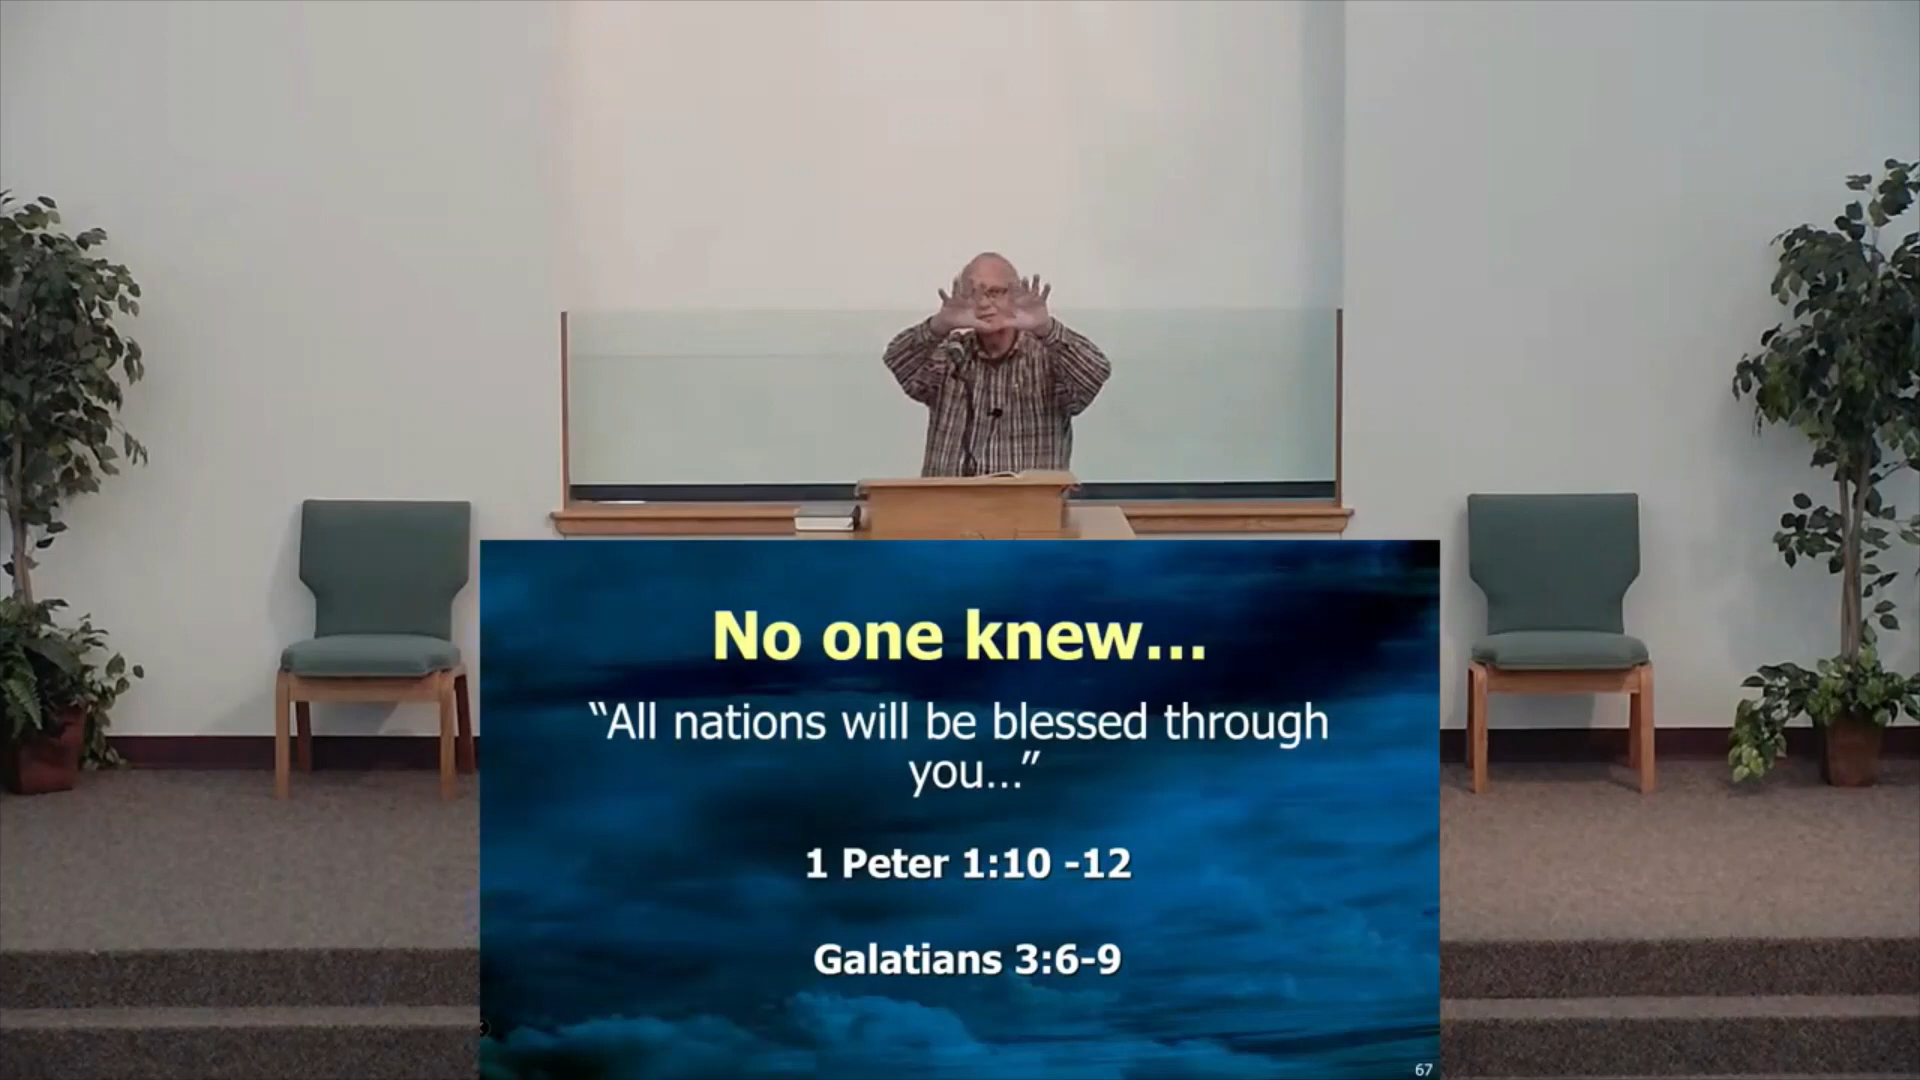 No one knew...
“All nations will be blessed through
you...”
1 Peter 1:10 -12
Galatians 3:6-9
67